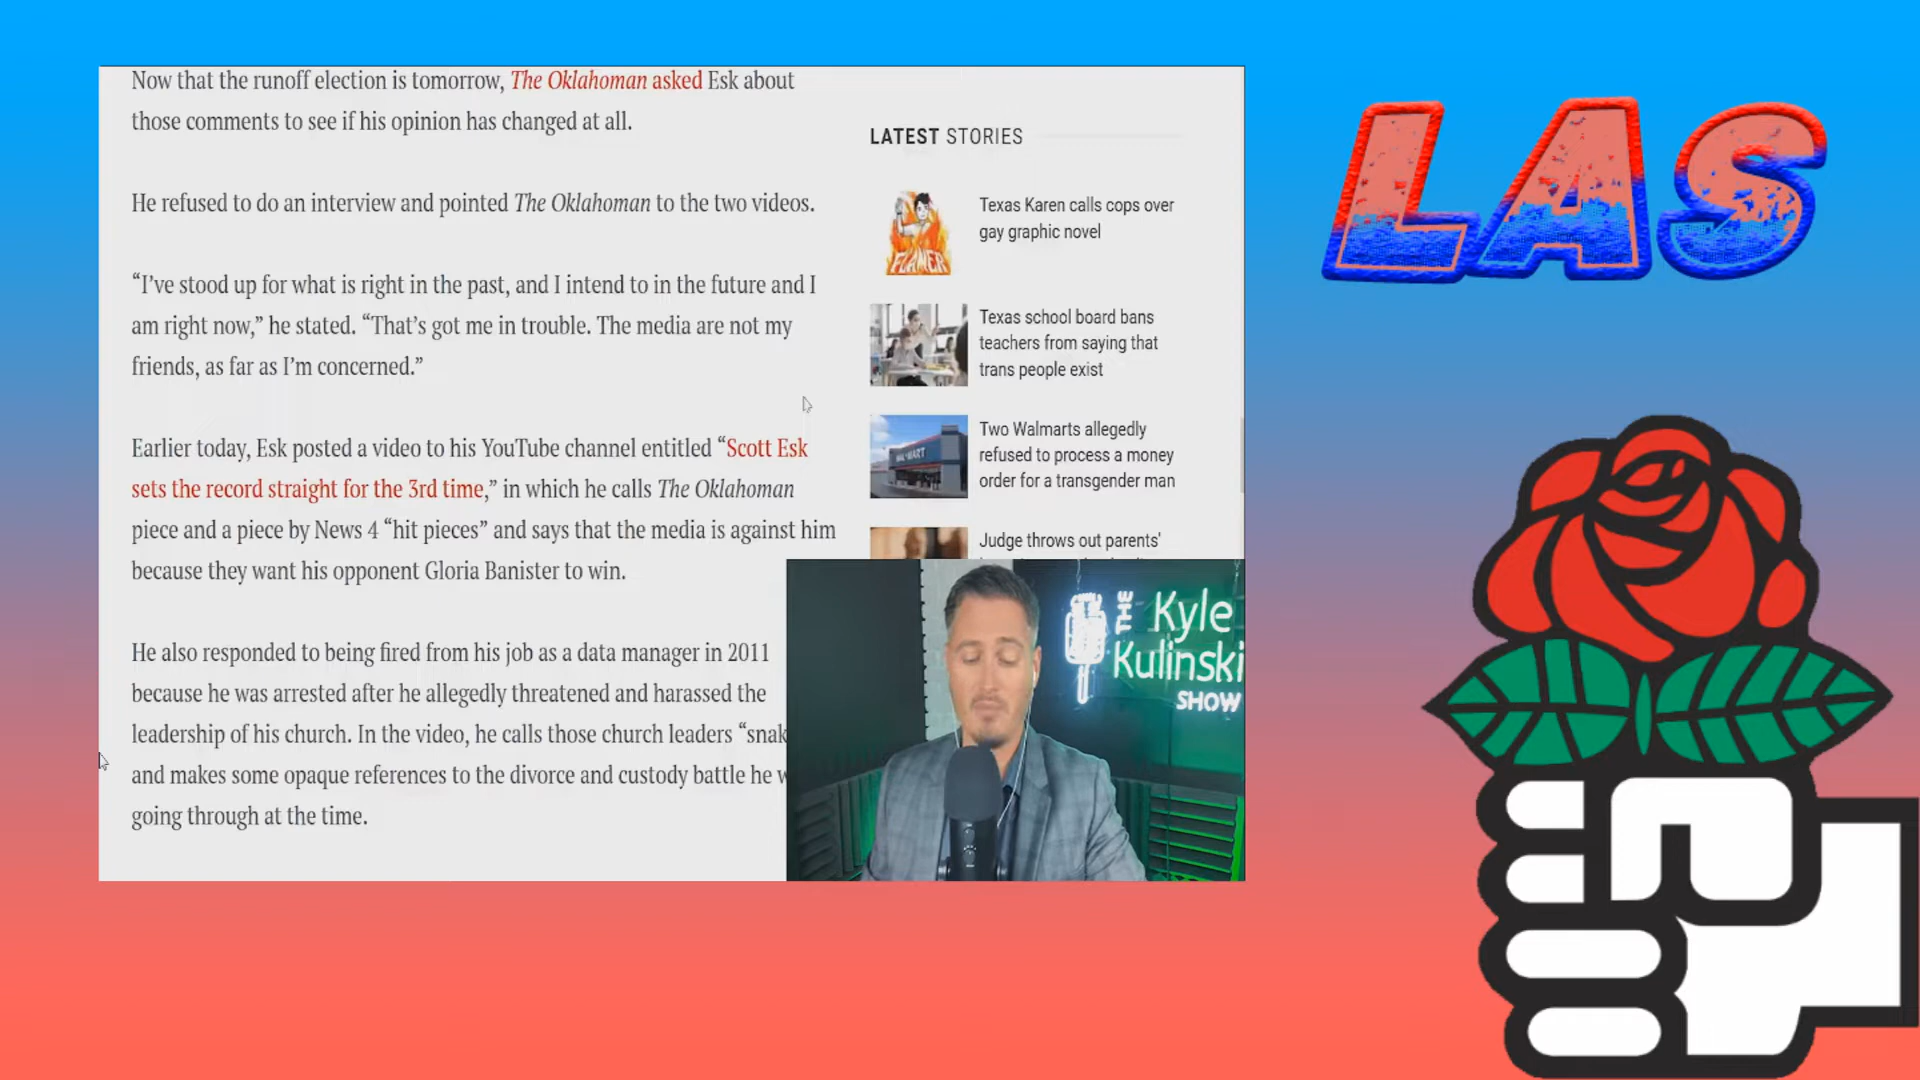 Now that the runoff election is tomorrow, The Oklahoman asked Esk about
those comments to see if his opinion has changed at all.
He refused to do an interview and pointed The Oklahoman to the two videos.
“I’ve stood up for what is right in the past, and I intend to in the future and I
am right now,” he stated. “That’s got me in trouble. The media are not my
friends, as far as I’m concerned.”
Earlier today, Esk posted a video to his YouTube channel entitled “Scott Esk
sets the record straight for the 3rd time,” in which he calls The Oklahoman
piece and a piece by News 4 “hit pieces” and says that the media is against him
because they want his opponent Gloria Banister to win.
He also responded to being fired from his job as a data manager in 2011
because he was arrested after he allegedly threatened and harassed the
leadership of his church. In the video, he calls those church leaders “snak
and makes some opaque references to the divorce and custody battle he w
going through at the time.
LATEST STORIES
FLAMER
Texas Karen calls cops over
gay graphic novel
Texas school board bans
teachers from saying that
trans people exist
WAL*MART
Two Walmarts allegedly
refused to process a money
order for a transgender man
Judge throws out parents’
THE
Kyle
Kulinski
SHOW
LAS